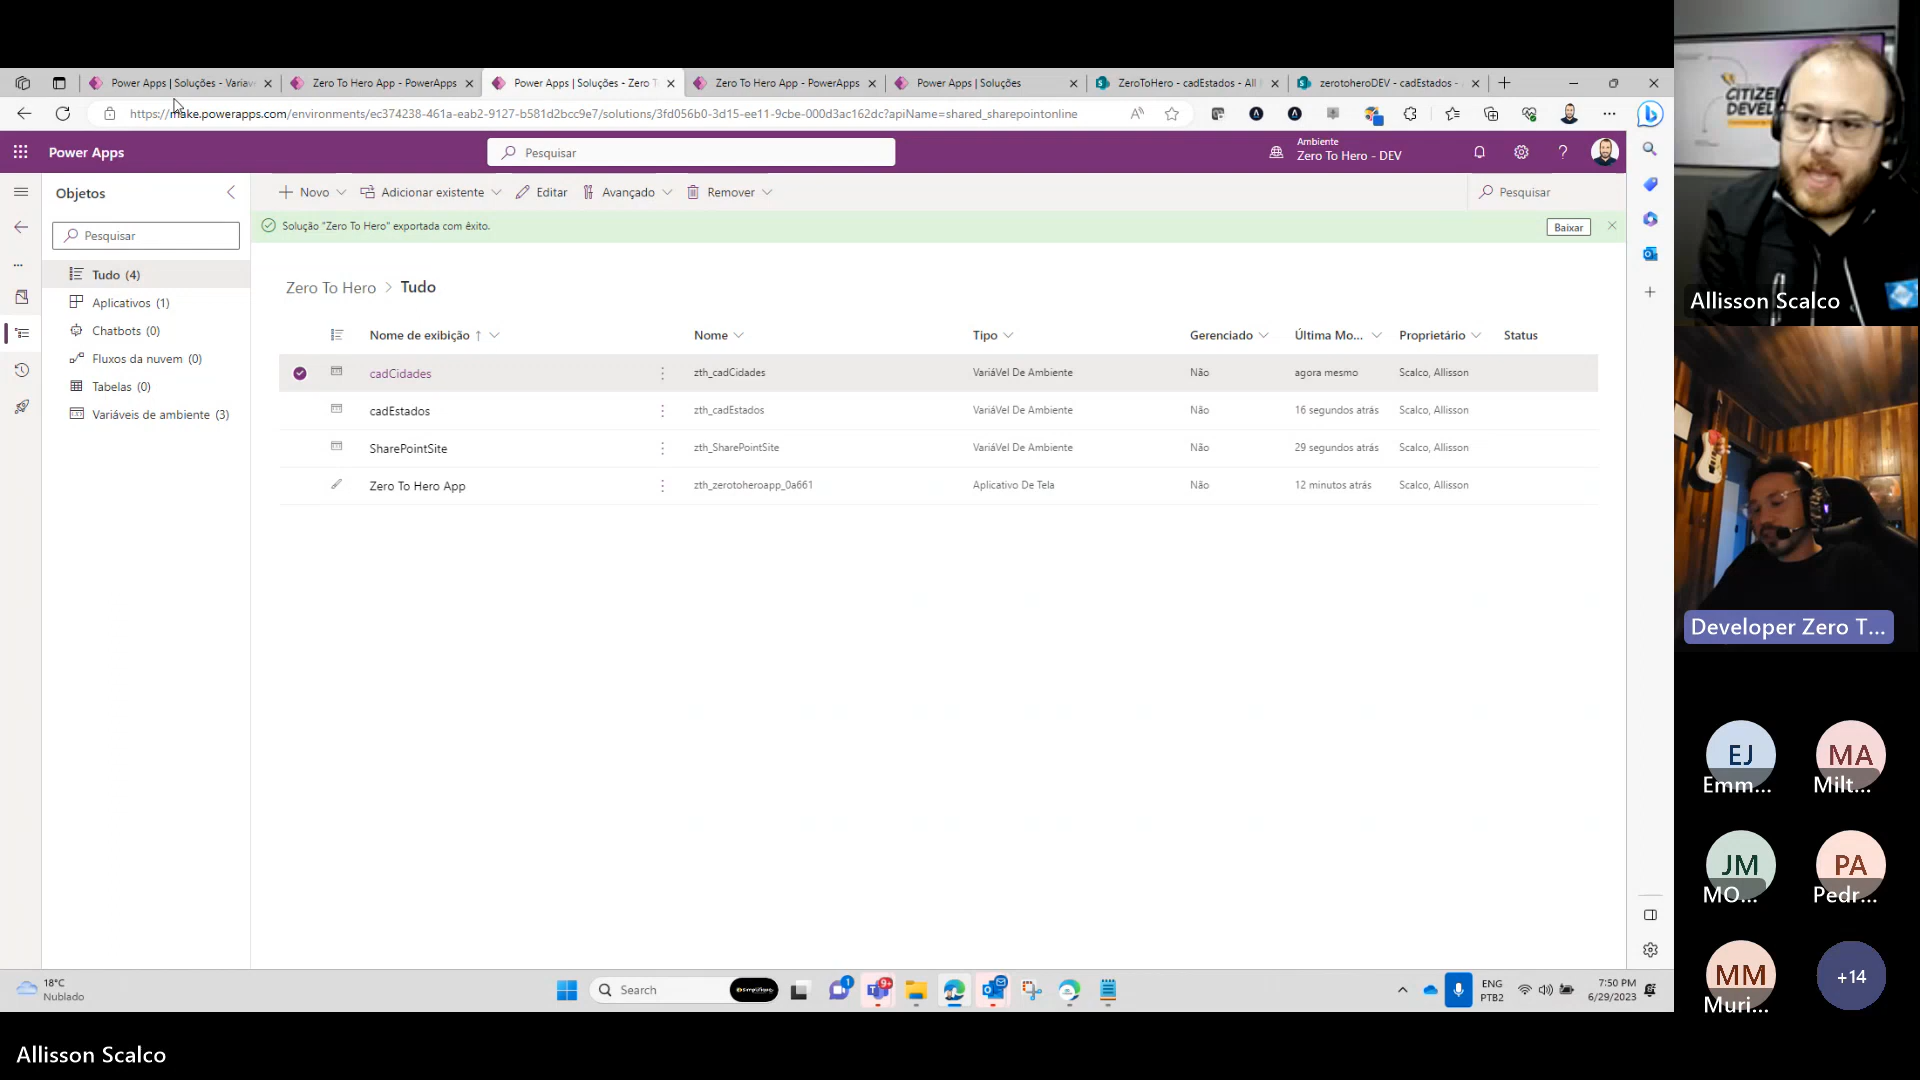 Power Apps | Soluções - Variav
Zero To Hero App - PowerApps
Power Apps | Soluções - Zero T
Zero To Hero App - PowerApps
Power Apps | Soluções
ZeroToHero - cadEstados - All
zerotoheroDEV - cadEstados -
https://make.powerapps.com/environments/ec374238-461a-eab2-9127-b581d2bcc9e7/solutions/3fd056b0-3d15-ee11-9cbe-000d3ac162dc?apiName=shared_sharepointonline
Power Apps
Pesquisar
Ambiente
Zero To Hero - DEV
Objetos
Novo
Adicionar existente
Editar
Avançado
Remover
Pesquisar
Pesquisar
Solução "Zero To Hero" exportada com êxito.
Baixar
Tudo (4)
Aplicativos (1)
Chatbots (0)
Fluxos da nuvem (0)
Tabelas (0)
Variáveis de ambiente (3)
Zero To Hero > Tudo
Nome de exibição ↑ Nome Tipo Gerenciado Última Mo... Proprietário Status
cadCidades zth_cadCidades VariáVel De Ambiente Não agora mesmo Scalco, Allisson
cadEstados zth_cadEstados VariáVel De Ambiente Não 16 segundos atrás Scalco, Allisson
SharePointSite zth_SharePointSite VariáVel De Ambiente Não 29 segundos atrás Scalco, Allisson
Zero To Hero App zth_zerotoheroapp_0a661 Aplicativo De Tela Não 12 minutos atrás Scalco, Allisson
18°C
Nublado
Search
1
9+
ENG
PTB2
7:50 PM
6/29/2023
CITIZEN
DEVEL
Allisson Scalco
Developer Zero T...
EJ
Emm...
MA
Milt...
JM
MO...
PA
Pedr...
MM
Muri...
+14
Allisson Scalco